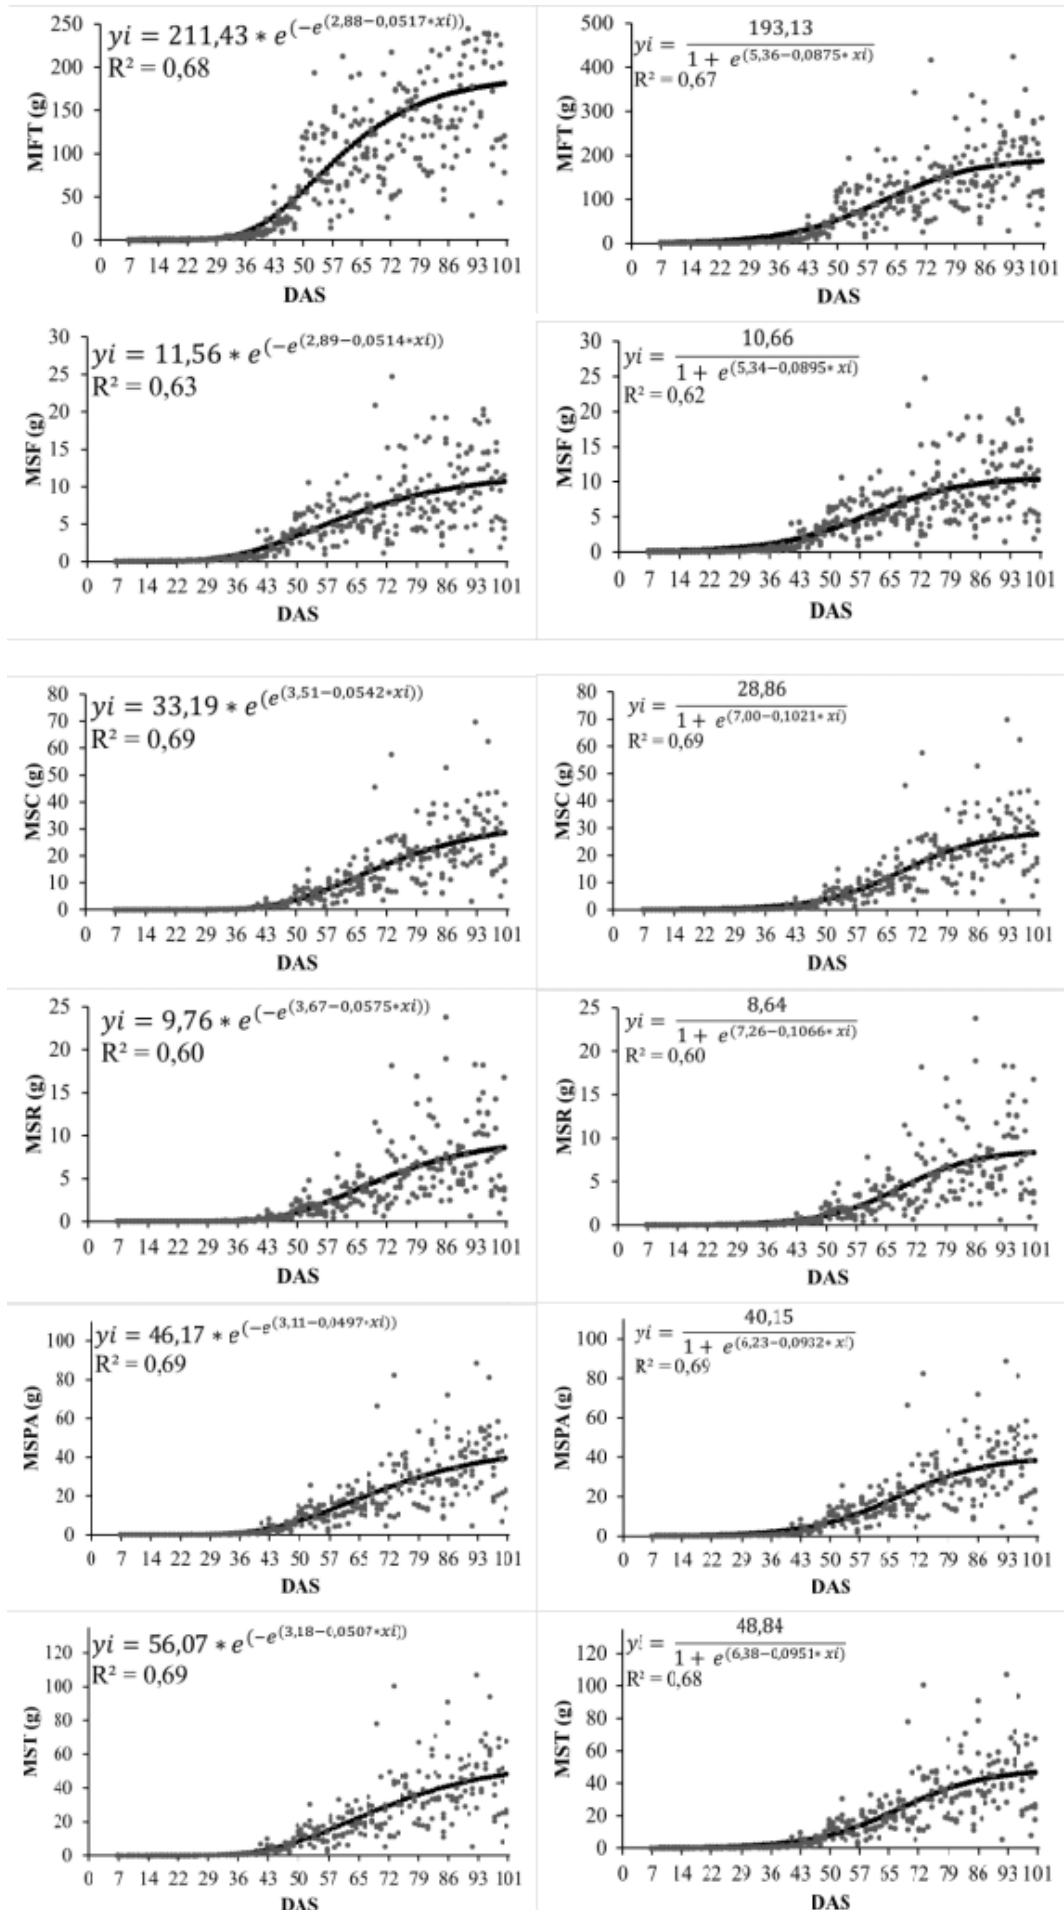 yi = 211,43 * e^(−e^(2,88−0,0517*xi))
R² = 0,68
MFT (g)
250
200
150
100
50
0
0 7 14 22 29 36 43 50 57 65 72 79 86 93 101
DAS
yi = 193,13 / (1 + e^(5,36−0,0875*xi))
R² = 0,67
MFT (g)
500
400
300
200
100
0
0 7 14 22 29 36 43 50 57 65 72 79 86 93 101
DAS
yi = 11,56 * e^(−e^(2,89−0,0514*xi))
R² = 0,63
MSF (g)
30
25
20
15
10
5
0
0 7 14 22 29 36 43 50 57 65 72 79 86 93 101
DAS
yi = 10,66 / (1 + e^(5,34−0,0895*xi))
R² = 0,62
MSF (g)
30
25
20
15
10
5
0
0 7 14 22 29 36 43 50 57 65 72 79 86 93 101
DAS
yi = 33,19 * e^(e^(3,51−0,0542*xi))
R² = 0,69
MSC (g)
80
70
60
50
40
30
20
10
0
0 7 14 22 29 36 43 50 57 65 72 79 86 93 101
DAS
yi = 28,86 / (1 + e^(7,00−0,1021*xi))
R² = 0,69
MSC (g)
80
70
60
50
40
30
20
10
0
0 7 14 22 29 36 43 50 57 65 72 79 86 93 101
DAS
yi = 9,76 * e^(−e^(3,67−0,0575*xi))
R² = 0,60
MSR (g)
25
20
15
10
5
0
0 7 14 22 29 36 43 50 57 65 72 79 86 93 101
DAS
yi = 8,64 / (1 + e^(7,26−0,1066*xi))
R² = 0,60
MSR (g)
25
20
15
10
5
0
0 7 14 22 29 36 43 50 57 65 72 79 86 93 101
DAS
yi = 46,17 * e^(−e^(3,11−0,0497*xi))
R² = 0,69
MSPA (g)
100
80
60
40
20
0
0 7 14 22 29 36 43 50 57 65 72 79 86 93 101
DAS
yi = 40,15 / (1 + e^(6,23−0,0932*xi))
R² = 0,69
MSPA (g)
100
80
60
40
20
0
0 7 14 22 29 36 43 50 57 65 72 79 86 93 101
DAS
yi = 56,07 * e^(−e^(3,18−0,0507*xi))
R² = 0,69
MST (g)
120
100
80
60
40
20
0
0 7 14 22 29 36 43 50 57 65 72 79 86 93 101
DAS
yi = 48,84 / (1 + e^(6,38−0,0951*xi))
R² = 0,68
MST (g)
120
100
80
60
40
20
0
0 7 14 22 29 36 43 50 57 65 72 79 86 93 101
DAS